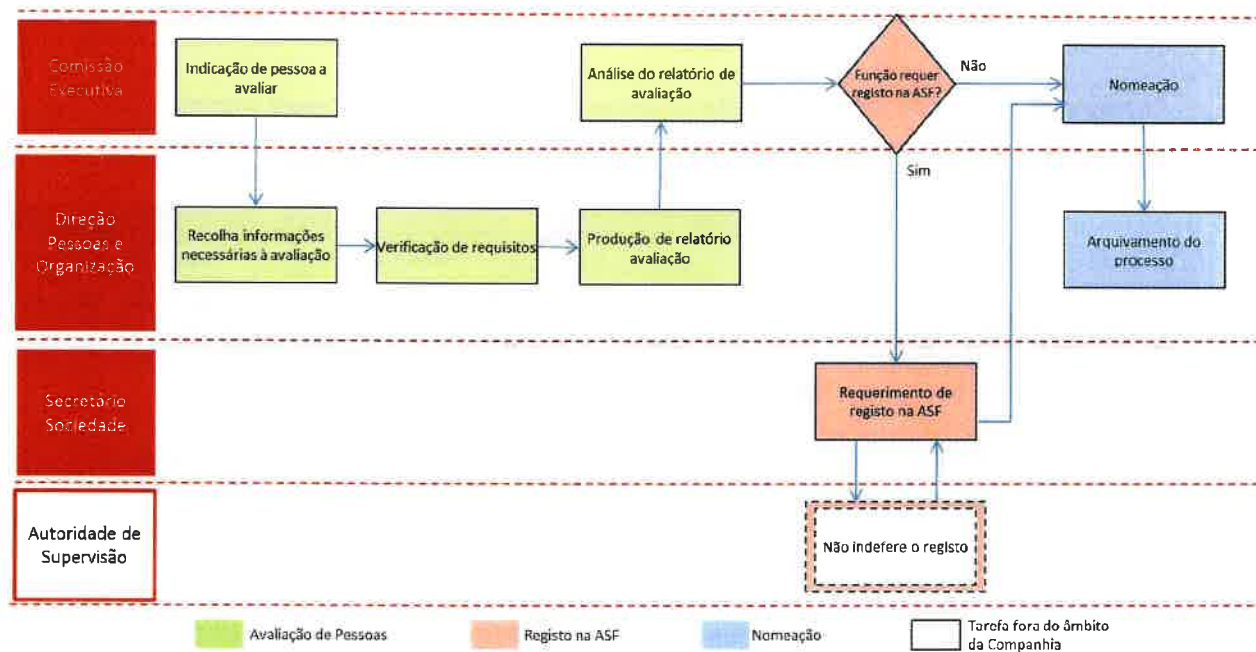 Comissão
Executiva
Indicação de pessoa a
avaliar
Análise do relatório de
avaliação
Função requer
registo na ASF?
Não
Nomeação
Sim
Direção
Pessoas e
Organização
Recolha informações
necessárias à avaliação
Verificação de requisitos
Produção de relatório
avaliação
Arquivamento do
processo
Secretário
Sociedade
Requerimento de
registo na ASF
Autoridade de
Supervisão
Não indefere o registo
Avaliação de Pessoas
Registo na ASF
Nomeação
Tarefa fora do âmbito
da Companhia